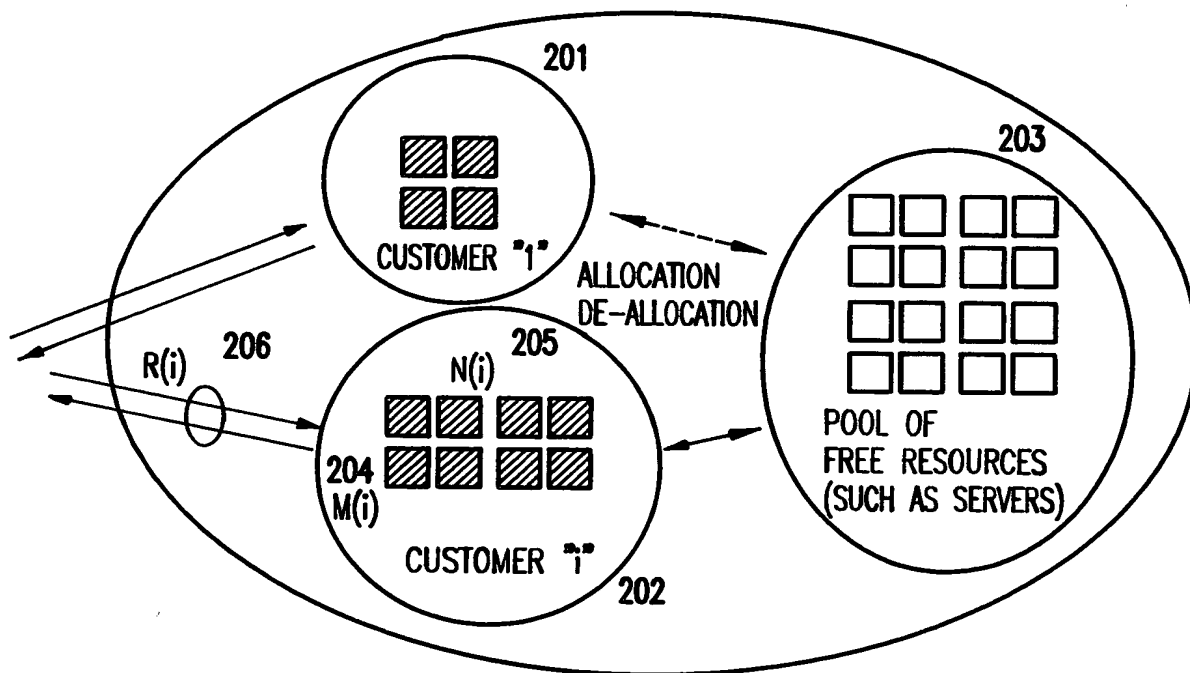 201
CUSTOMER "1"
203
ALLOCATION
DE-ALLOCATION
206
R(i)
205
N(i)
204
M(i)
CUSTOMER "i"
202
POOL OF
FREE RESOURCES
(SUCH AS SERVERS)